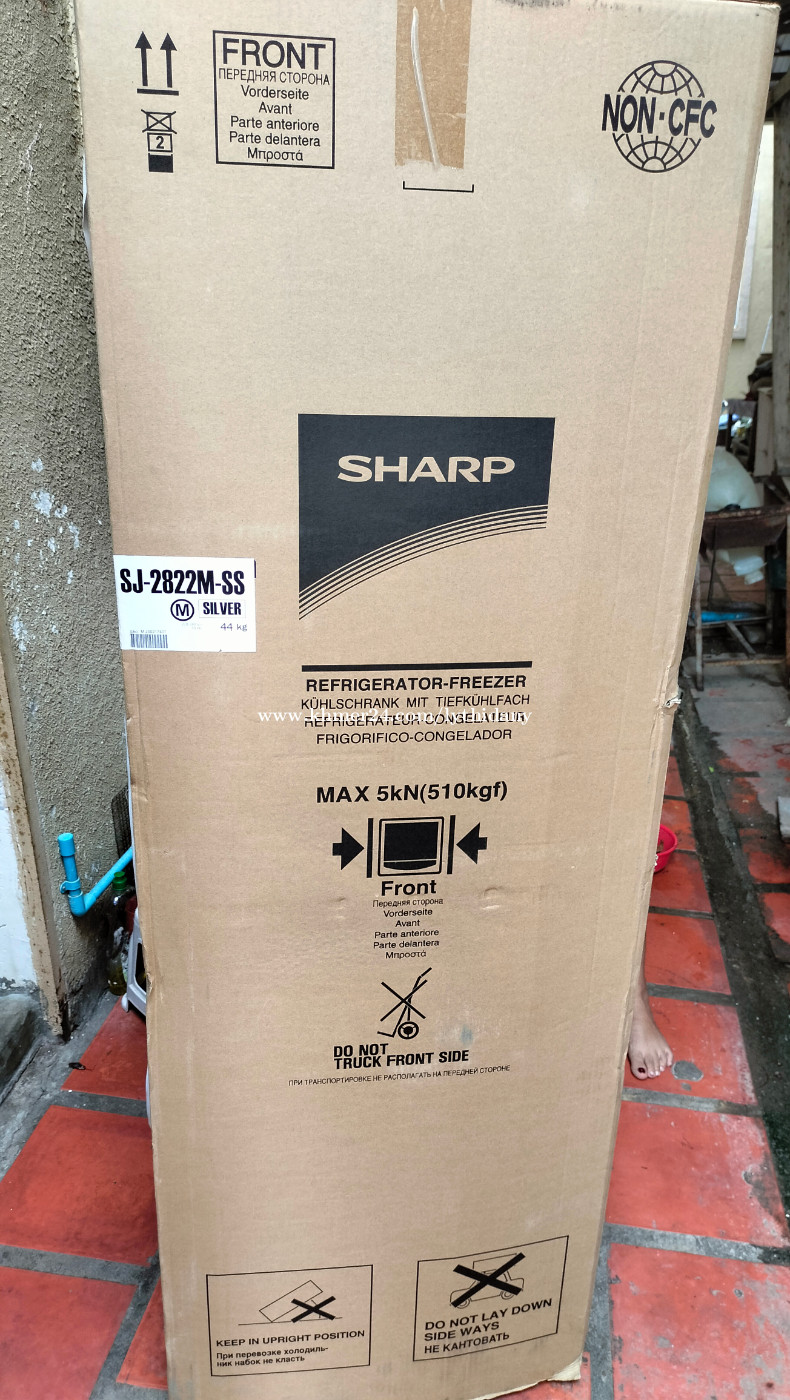 FRONT
ПЕРЕДНЯЯ СТОРОНА
Vorderseite
Avant
Parte anteriore
Parte delantera
Μπροστά
2
NON·CFC
SHARP
SJ-2822M-SS
M SILVER
44 kg
REFRIGERATOR-FREEZER
KÜHLSCHRANK MIT TIEFKÜHLFACH
REFRIGERATEUR-CONGELATEUR
FRIGORIFICO-CONGELADOR
MAX 5kN(510kgf)
Front
Передняя сторона
Vorderseite
Avant
Parte anteriore
Parte delantera
Μπροστά
DO NOT
TRUCK FRONT SIDE
ПРИ ТРАНСПОРТИРОВКЕ НЕ РАСПОЛАГАТЬ НА ПЕРЕДНЕЙ СТОРОНЕ
KEEP IN UPRIGHT POSITION
При перевозке холодиль-
ник набок не класть
DO NOT LAY DOWN
SIDE WAYS
НЕ КАНТОВАТЬ